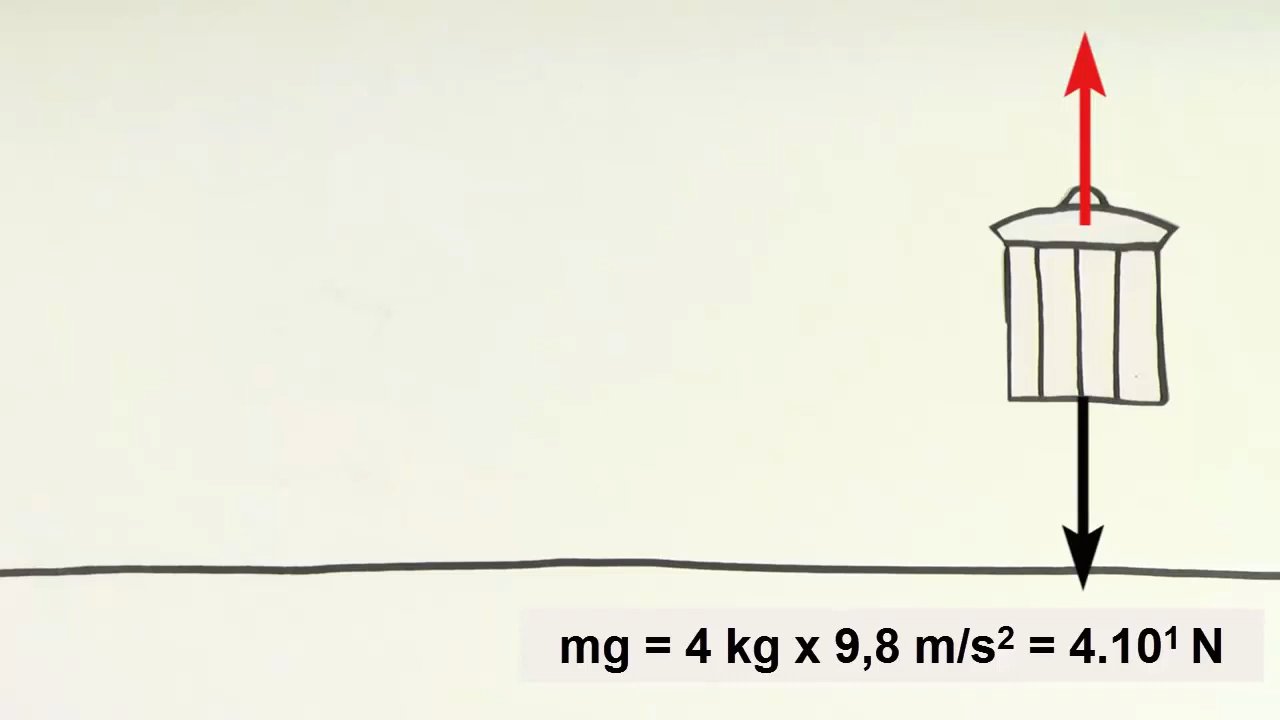 mg = 4 kg x 9,8 m/s² = 4.10¹ N